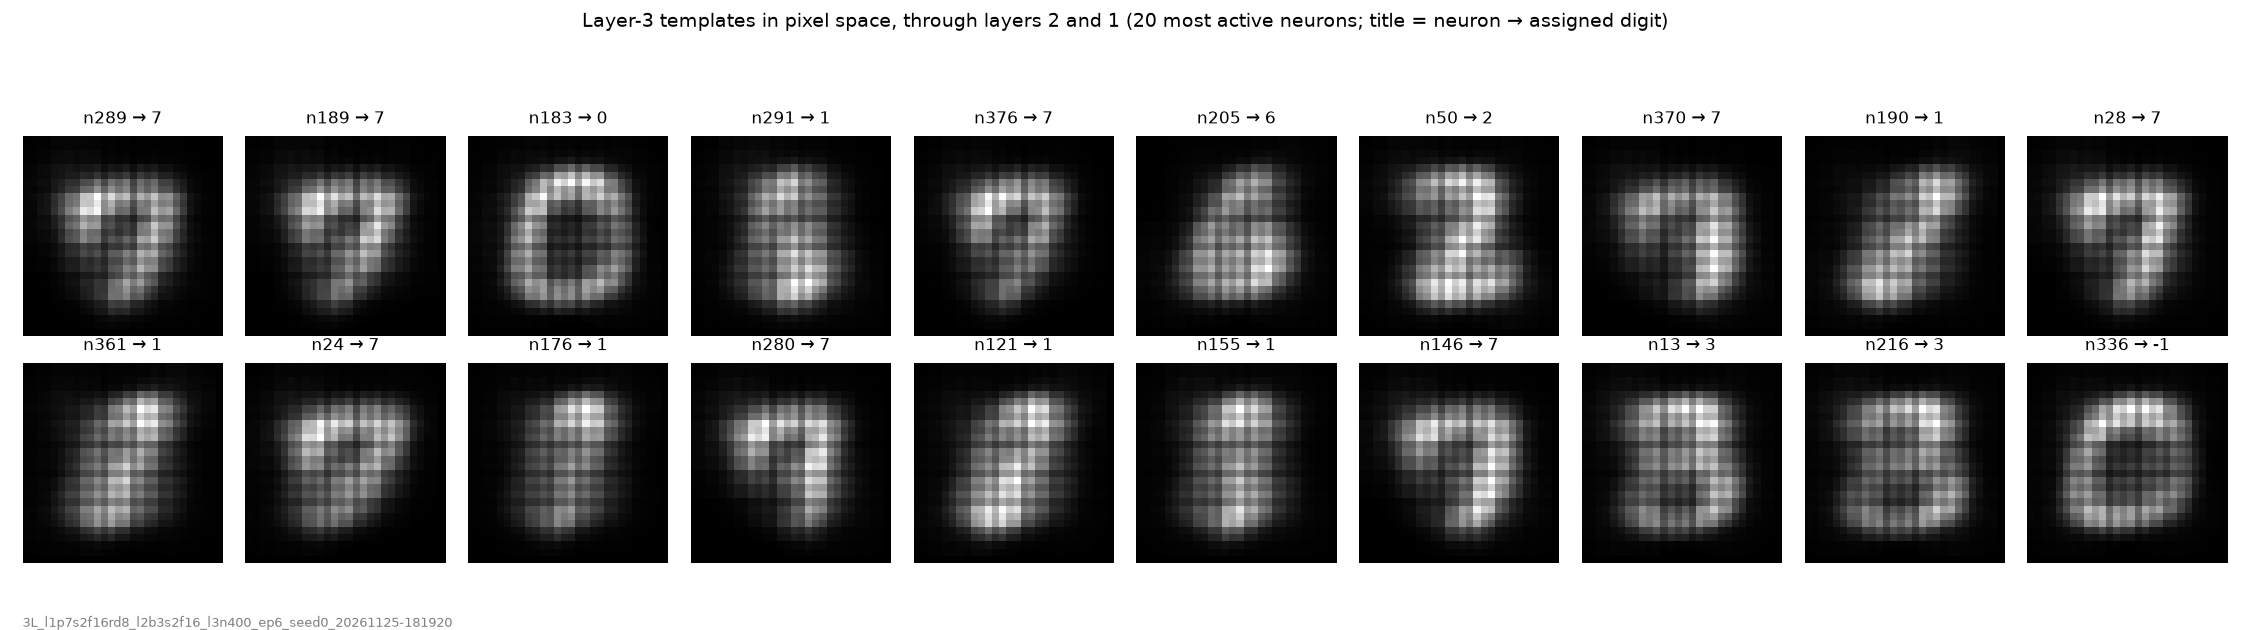 Layer-3 templates in pixel space, through layers 2 and 1 (20 most active neurons; title = neuron → assigned digit)
n289 → 7 n189 → 7 n183 → 0 n291 → 1 n376 → 7 n205 → 6 n50 → 2 n370 → 7 n190 → 1 n28 → 7
n361 → 1 n24 → 7 n176 → 1 n280 → 7 n121 → 1 n155 → 1 n146 → 7 n13 → 3 n216 → 3 n336 → -1
3L_l1p7s2f16rd8_l2b3s2f16_l3n400_ep6_seed0_20261125-181920